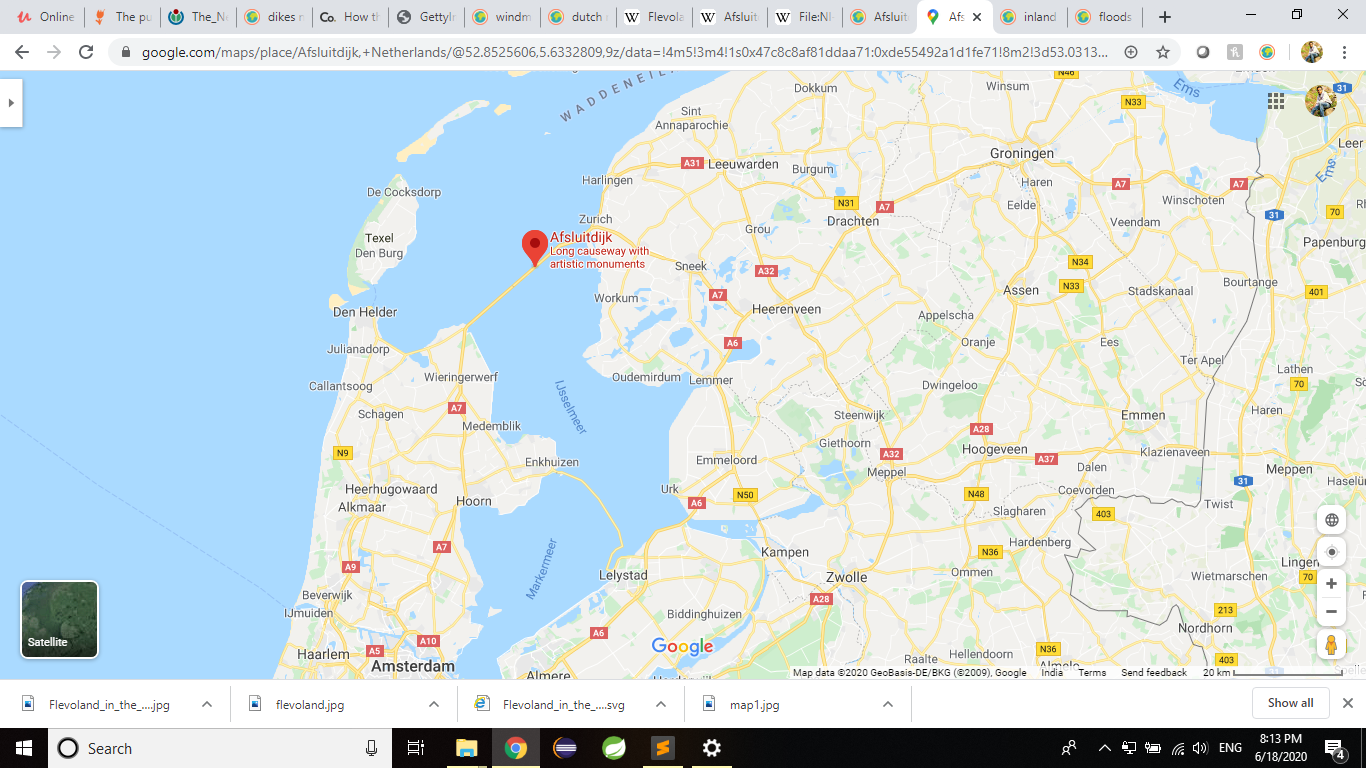 Online
The pu
The_Ne
dikes n
How th
GettyIr
windm
dutch
Flevola
Afsluit
File:Nl-
Afsluit
Afs
inland
floods
google.com/maps/place/Afsluitdijk,+Netherlands/@52.8525606,5.6332809,9z/data=!4m5!3m4!1s0x47c8c8af81ddaa71:0xde55492a1d1fe71!8m2!3d53.0313...
N46
Dokkum
Winsum
Ems
31
N33
Sint
Annaparochie
Groningen
Leer
A31
Leeuwarden
Burgum
Harlingen
Haren
A7
A7
Winschoten
Ems
De Cocksdorp
N31
A7
Eelde
Drachten
Veendam
31
70
Zurich
Grou
Texel
Den Burg
Afsluitdijk
Long causeway with
artistic monuments
Papenburg
Sneek
A32
N34
Assen
N33
Stadskanaal
Bourtange
401
Workum
A7
Heerenveen
Appelscha
Den Helder
Julianadorp
A6
Oranje
Ees
Ter Apel
Lathen
70
Callantsoog
Wieringerwerf
Oudemirdum
Lemmer
Dwingeloo
IJsselmeer
Haren
Schagen
A7
Medemblik
Steenwijk
Emmen
A28
Giethoorn
Hoogeveen
Klazienaveen
N9
Enkhuizen
Emmeloord
A32
Meppel
A37
Dalen
Meppen
31
Heerhugowaard
Urk
N50
N48
Coevorden
Alkmaar
Hoorn
A6
Slagharen
403
Twist
A7
Kampen
N36
Hardenberg
A9
Markermeer
Lelystad
Zwolle
Ommen
Wietmarschen
Lingen
70
Beverwijk
A28
IJmuiden
Biddinghuizen
213
Nordhorn
A10
A6
Google
N36
Haarlem
A5
Amsterdam
Almere
Raalte
Hellendoorn
Almelo
403
31
Satellite
Map data ©2020 GeoBasis-DE/BKG (©2009), Google
India
Terms
Send feedback
20 km
Flevoland_in_the_....jpg
flevoland.jpg
Flevoland_in_the_....svg
map1.jpg
Show all
Search
ENG
8:13 PM
6/18/2020
4